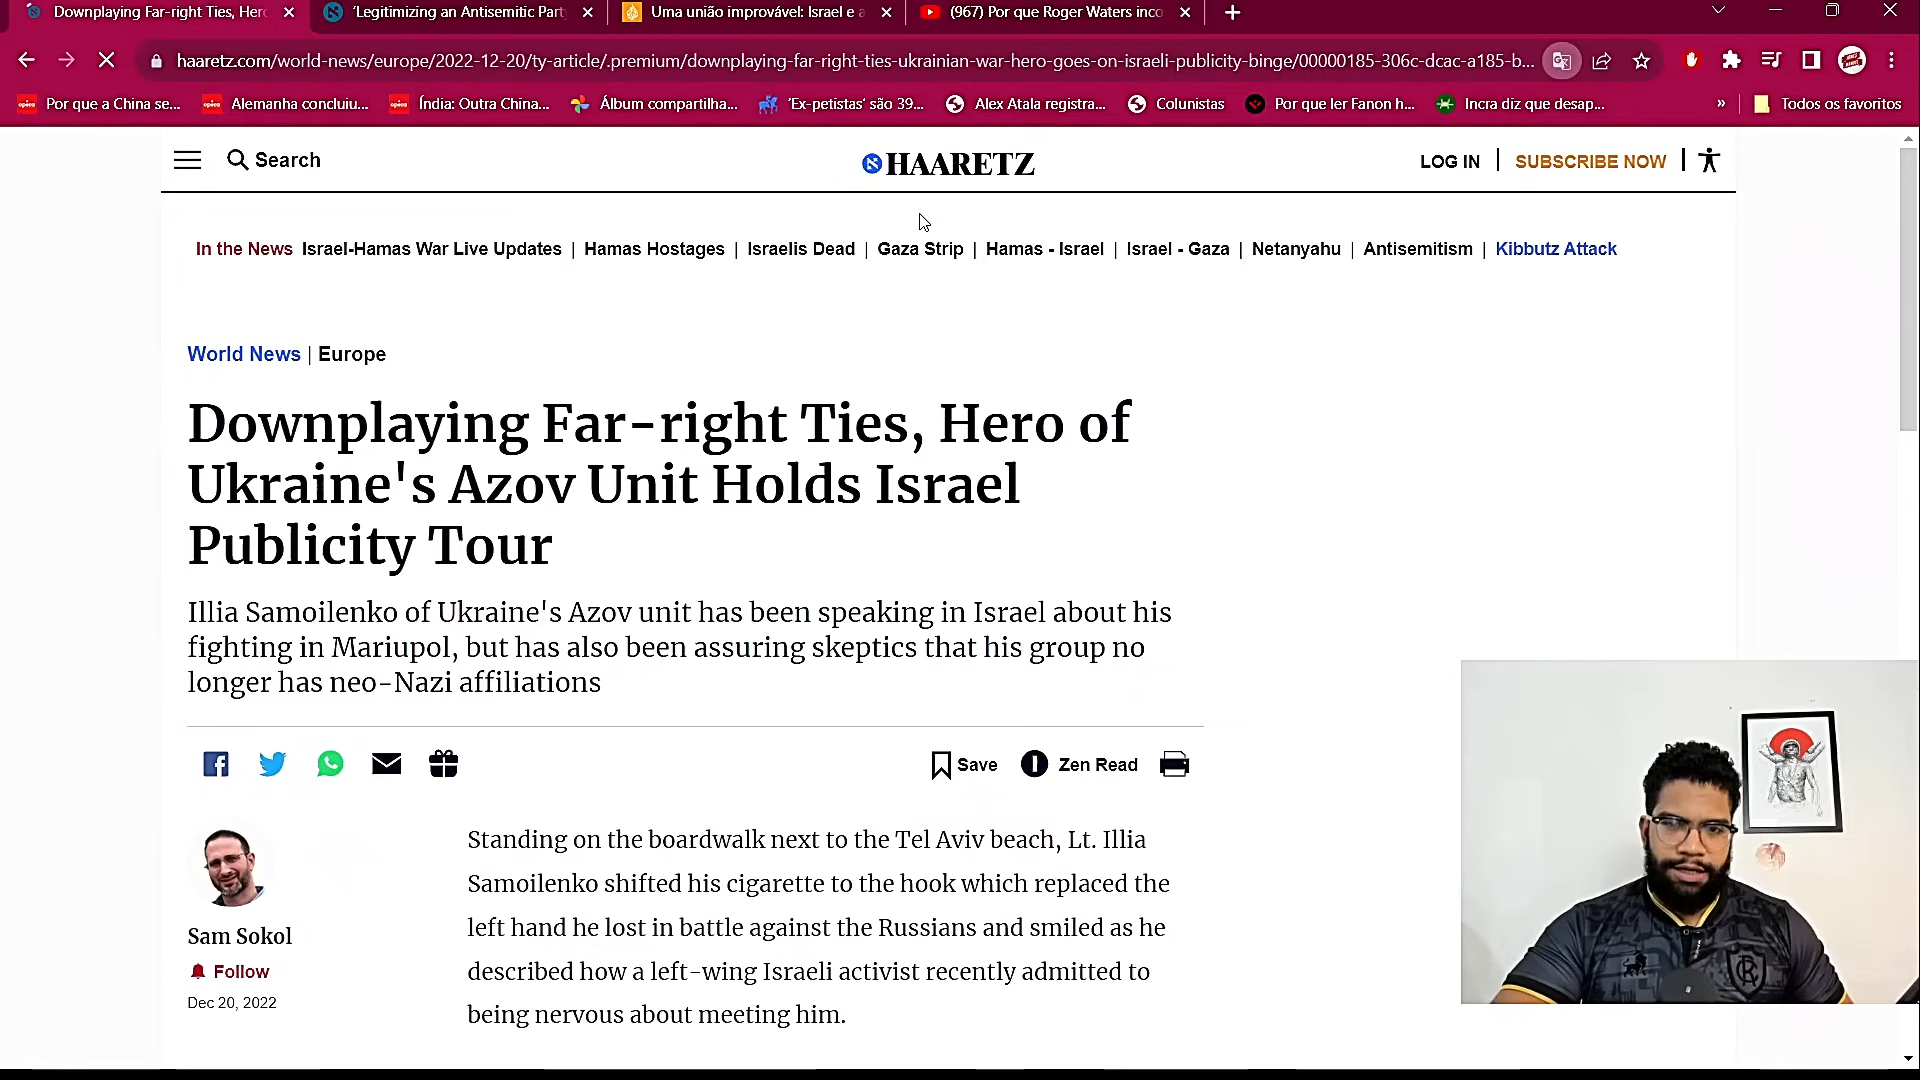 Downplaying Far-right Ties, Her
'Legitimizing an Antisemitic Part
Uma união improvável: Israel e a
(967) Por que Roger Waters inco
haaretz.com/world-news/europe/2022-12-20/ty-article/.premium/downplaying-far-right-ties-ukrainian-war-hero-goes-on-israeli-publicity-binge/00000185-306c-dcac-a185-b...
Por que a China se...
Alemanha concluiu...
Índia: Outra China...
Álbum compartilha...
'Ex-petistas' são 39...
Alex Atala registra...
Colunistas
Por que ler Fanon h...
Incra diz que desap...
»
Todos os favoritos
Search
HAARETZ
LOG IN | SUBSCRIBE NOW
In the News Israel-Hamas War Live Updates | Hamas Hostages | Israelis Dead | Gaza Strip | Hamas - Israel | Israel - Gaza | Netanyahu | Antisemitism | Kibbutz Attack
World News | Europe
Downplaying Far-right Ties, Hero of
Ukraine's Azov Unit Holds Israel
Publicity Tour
Illia Samoilenko of Ukraine's Azov unit has been speaking in Israel about his
fighting in Mariupol, but has also been assuring skeptics that his group no
longer has neo-Nazi affiliations
Save
Zen Read
Sam Sokol
Follow
Dec 20, 2022
Standing on the boardwalk next to the Tel Aviv beach, Lt. Illia
Samoilenko shifted his cigarette to the hook which replaced the
left hand he lost in battle against the Russians and smiled as he
described how a left-wing Israeli activist recently admitted to
being nervous about meeting him.